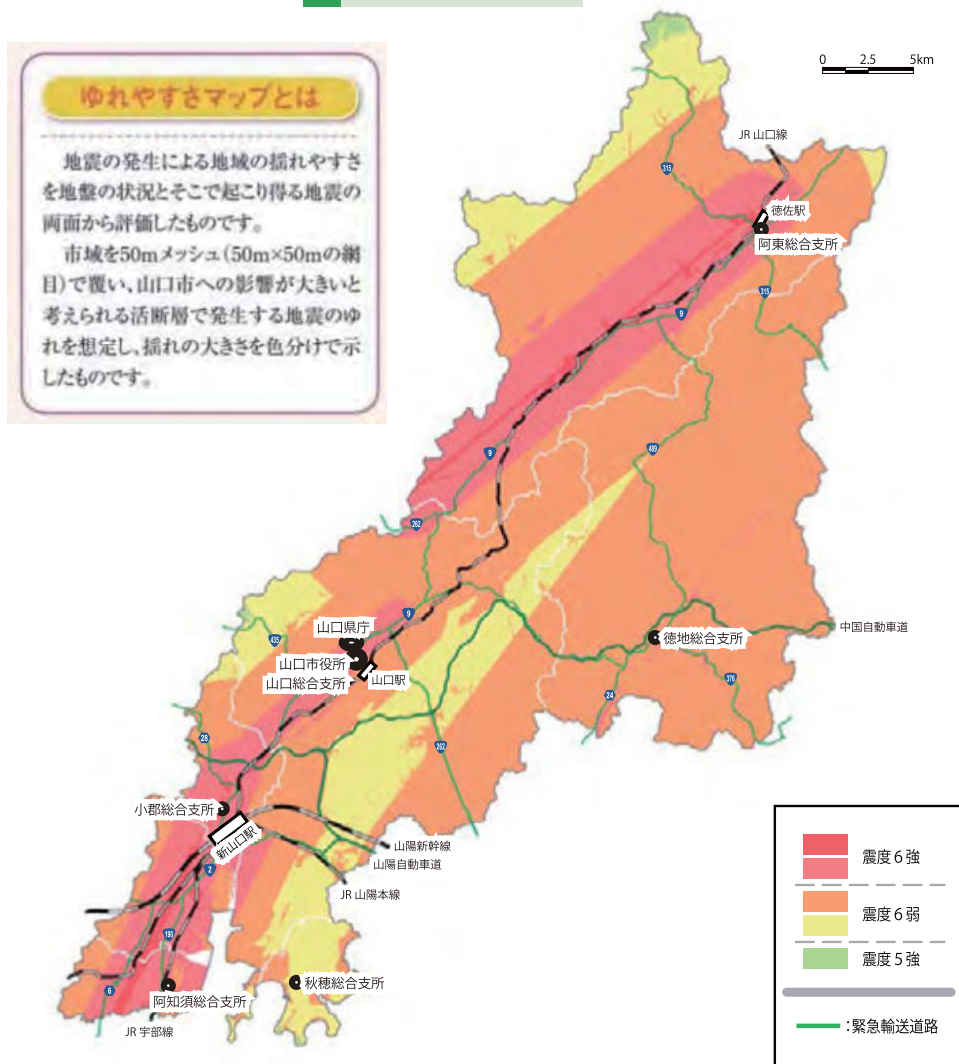 ゆれやすさマップとは
地震の発生による地域の揺れやすさ
を地盤の状況とそこで起こり得る地震の
両面から評価したものです。
市域を50mメッシュ（50m×50mの網
目）で覆い、山口市への影響が大きいと
考えられる活断層で発生する地震のゆ
れを想定し、揺れの大きさを色分けで示
したものです。
0 2.5 5km
JR 山口線
315
徳佐駅
阿東総合支所
315
9
489
9
262
9
山口県庁
435
山口市役所
山口総合支所
山口駅
中国自動車道
徳地総合支所
376
24
28
262
小郡総合支所
新山口駅
山陽新幹線
山陽自動車道
2
JR 山陽本線
190
秋穂総合支所
6
阿知須総合支所
JR 宇部線
震度６強
震度６弱
震度５強
：緊急輸送道路